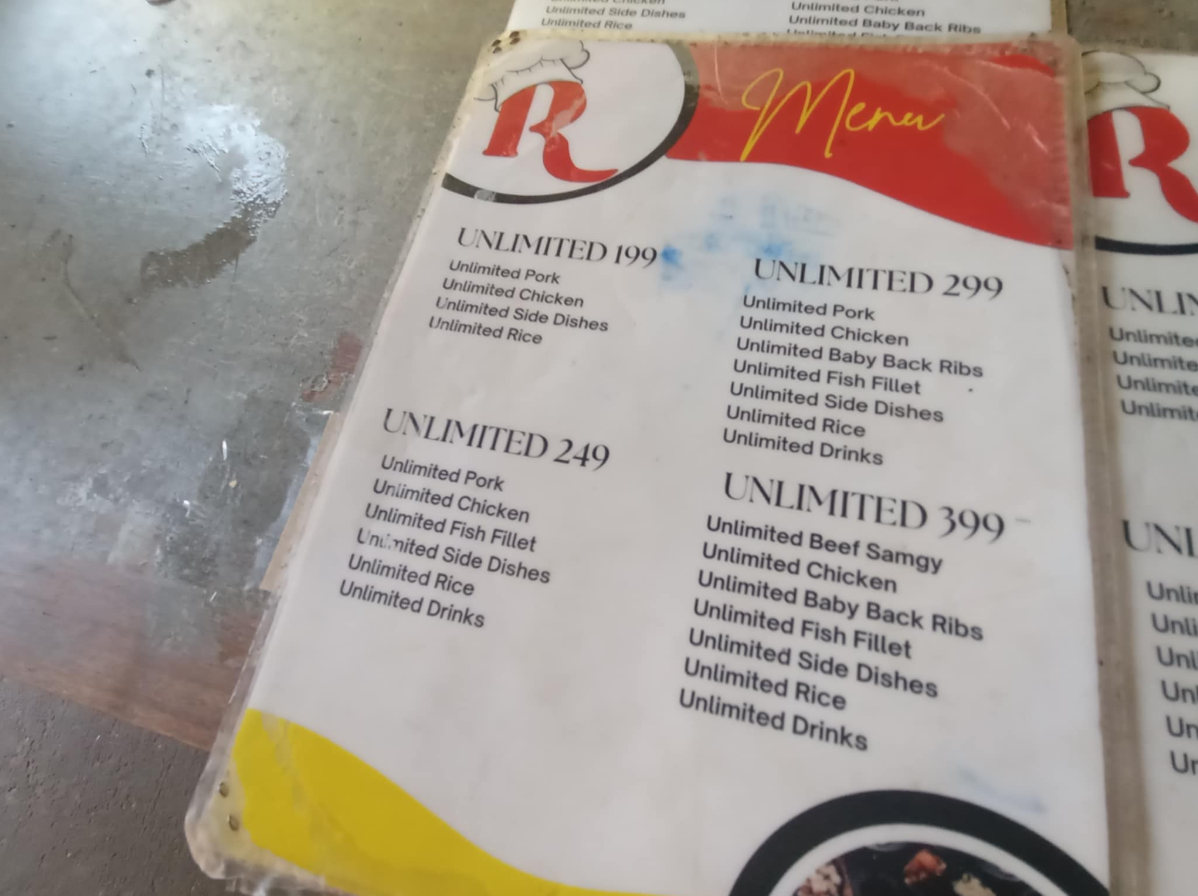 Unlimited Chicken
Unlimited Side Dishes
Unlimited Rice
Unlimited Chicken
Unlimited Baby Back Ribs
R
Menu
UNLIMITED 199
Unlimited Pork
Unlimited Chicken
Unlimited Side Dishes
Unlimited Rice
UNLIMITED 249
Unlimited Pork
Unlimited Chicken
Unlimited Fish Fillet
Unlimited Side Dishes
Unlimited Rice
Unlimited Drinks
UNLIMITED 299
Unlimited Pork
Unlimited Chicken
Unlimited Baby Back Ribs
Unlimited Fish Fillet
Unlimited Side Dishes
Unlimited Rice
Unlimited Drinks
UNLIMITED 399
Unlimited Beef Samgy
Unlimited Chicken
Unlimited Baby Back Ribs
Unlimited Fish Fillet
Unlimited Side Dishes
Unlimited Rice
Unlimited Drinks
R